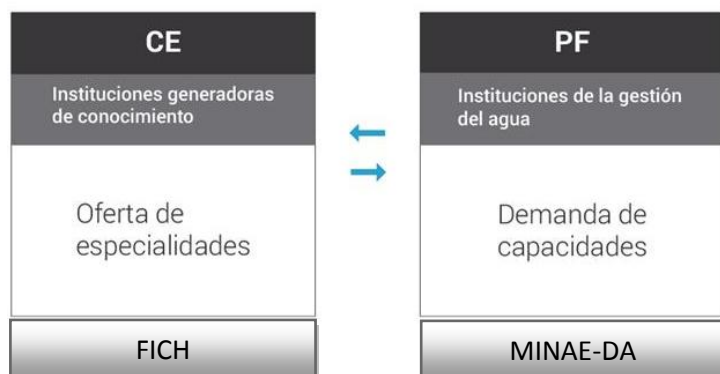 CE
Instituciones generadoras
de conocimiento
Oferta de
especialidades
FICH
PF
Instituciones de la gestión
del agua
Demanda de
capacidades
MINAE-DA